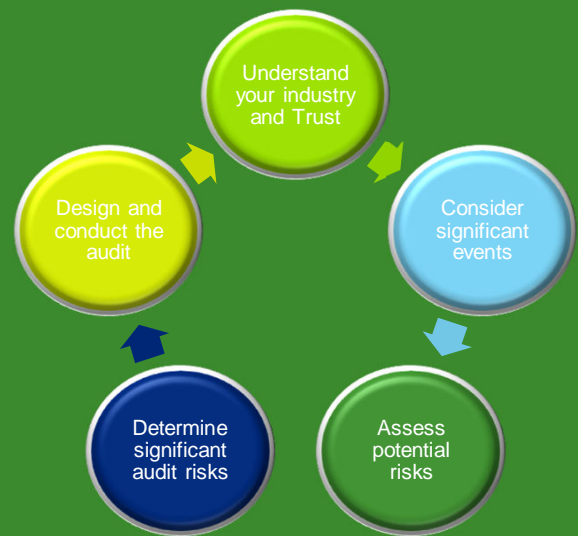 Understand
your industry
and Trust
Consider
significant
events
Assess
potential
risks
Determine
significant
audit risks
Design and
conduct the
audit